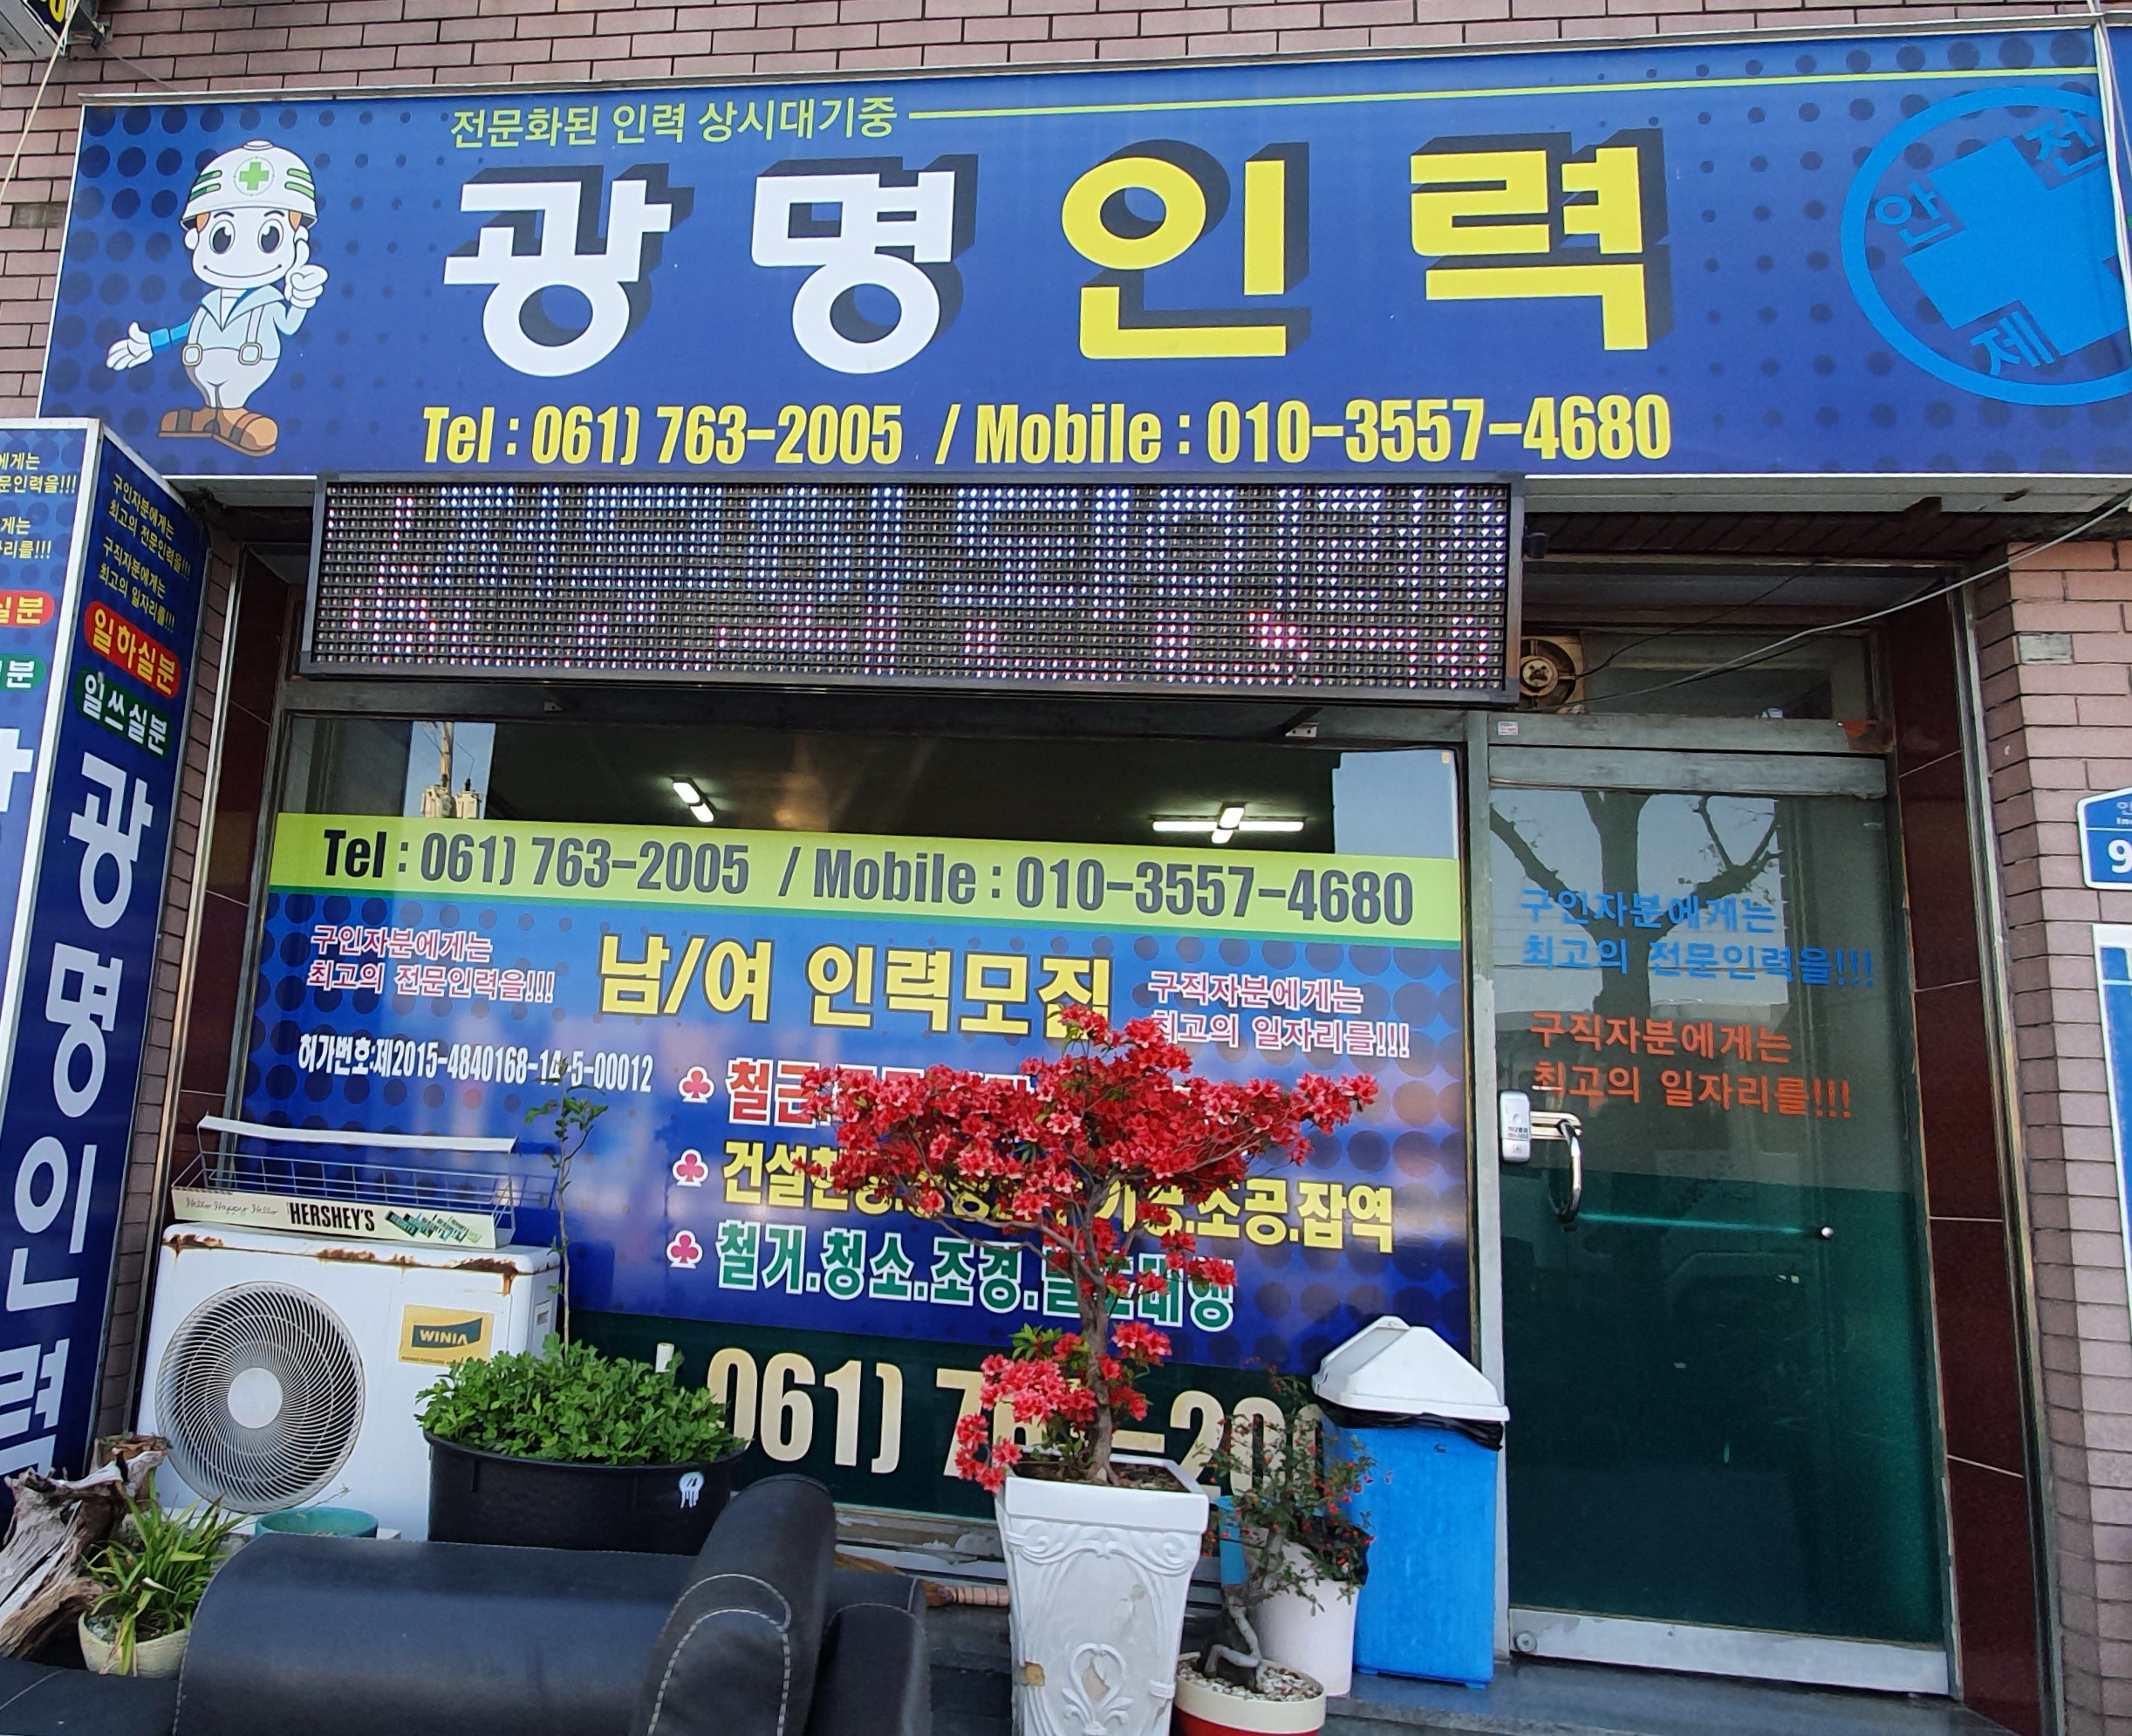 전문화된 인력 상시대기중
광명인력
안전제
Tel : 061) 763-2005 / Mobile : 010-3557-4680
구인자분에게는
최고의 전문인력을!!!
구직자분에게는
최고의 일자리를!!!
일하실분
일쓰실분
광명인력
Tel : 061) 763-2005 / Mobile : 010-3557-4680
구인자분에게는
최고의 전문인력을!!!
남/여 인력모집
구직자분에게는
최고의 일자리를!!!
허가번호:제2015-4840168-14-5-00012
철근
건설현장 조공.잡역
철거.청소.조경.
061)
구인자분에게는
최고의 전문인력을!!!
구직자분에게는
최고의 일자리를!!!
Hello Happy Hello HERSHEY'S
WINIA
9